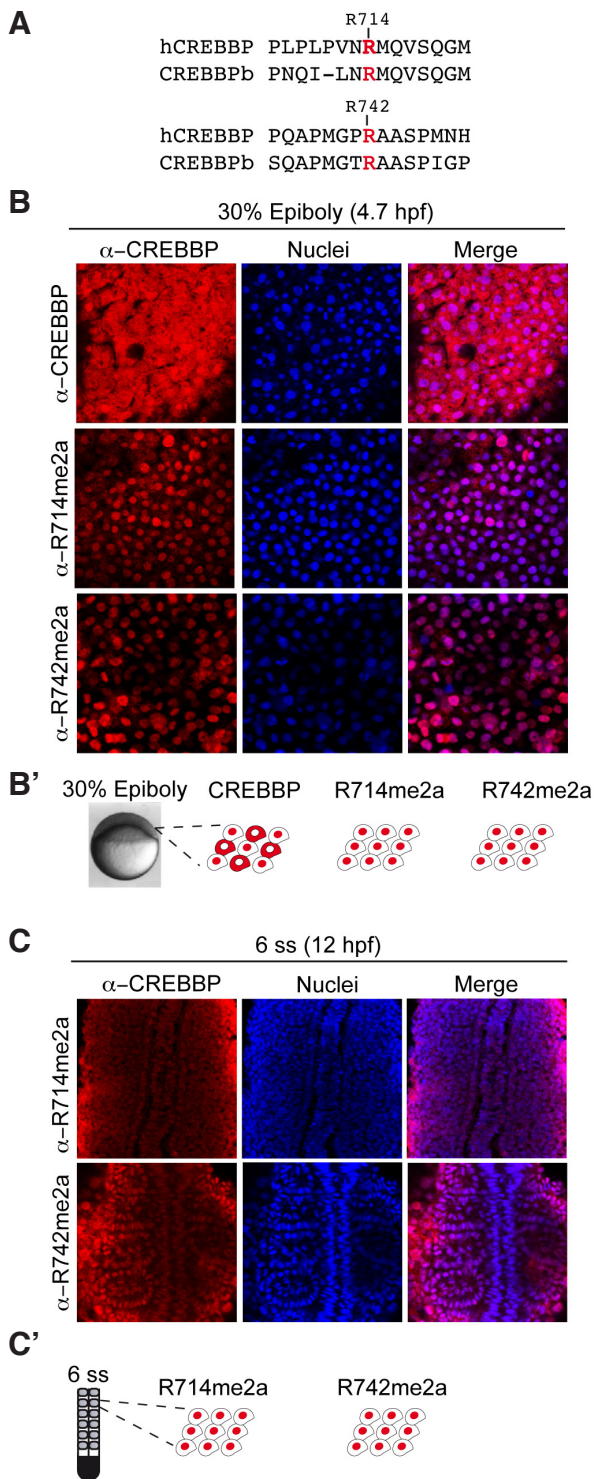 A
R714
hCREBBP PLPLPVNRMQVSQGM
CREBBPb PNQI-LNRMQVSQGM
R742
hCREBBP PQAPMGPRAASPMNH
CREBBPb SQAPMGTRAASPIGP
B
30% Epiboly (4.7 hpf)
α-CREBBP Nuclei Merge
α-CREBBP
α-R714me2a
α-R742me2a
B'
30% Epiboly CREBBP R714me2a R742me2a
C
6 ss (12 hpf)
α-CREBBP Nuclei Merge
α-R714me2a
α-R742me2a
C'
6 ss R714me2a R742me2a